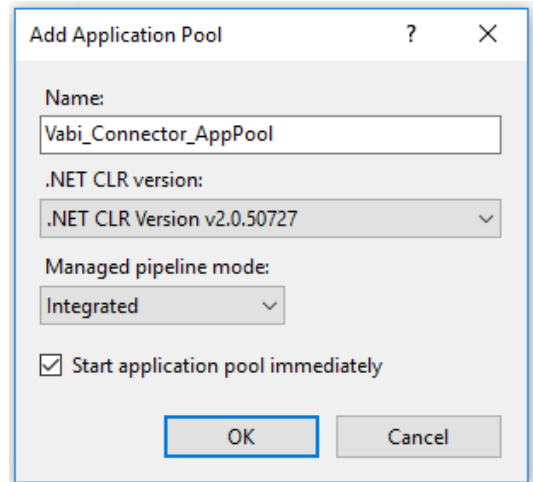 Add Application Pool ?
Name:
Vabi_Connector_AppPool
.NET CLR version:
.NET CLR Version v2.0.50727
Managed pipeline mode:
Integrated
Start application pool immediately
OK Cancel